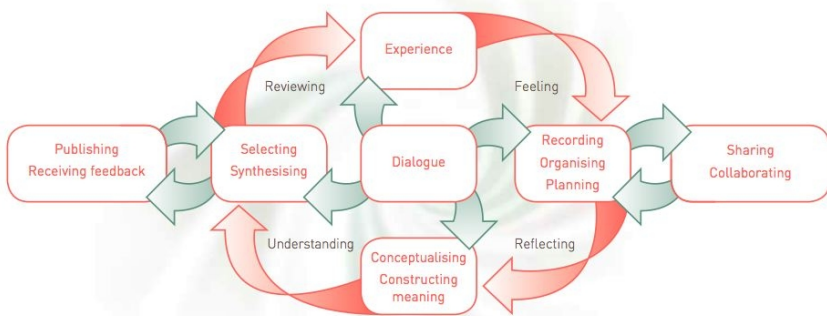 Experience
Reviewing
Feeling
Publishing
Receiving feedback
Selecting
Synthesising
Dialogue
Recording
Organising
Planning
Sharing
Collaborating
Understanding
Reflecting
Conceptualising
Constructing
meaning